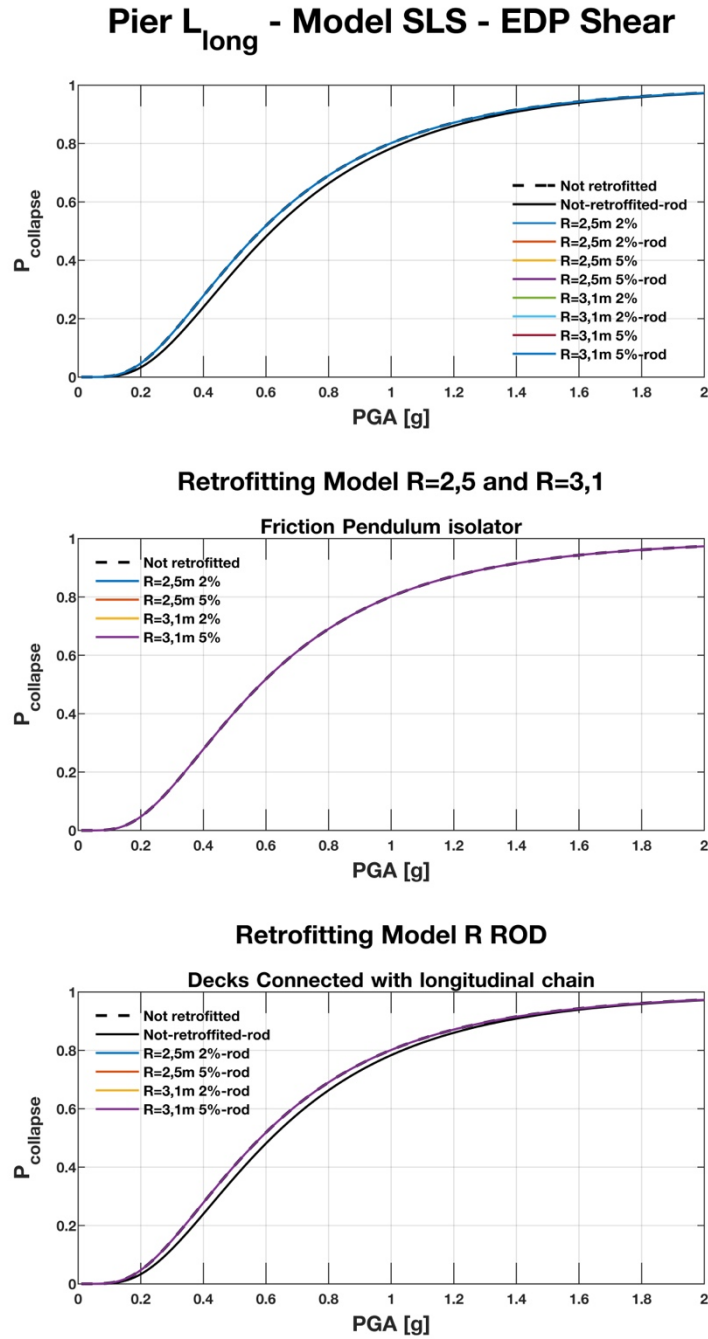 Pier L_long - Model SLS - EDP Shear
1
0.8
0.6
0.4
0.2
0
P_collapse
Not retrofitted
Not-retroffited-rod
R=2,5m 2%
R=2,5m 2%-rod
R=2,5m 5%
R=2,5m 5%-rod
R=3,1m 2%
R=3,1m 2%-rod
R=3,1m 5%
R=3,1m 5%-rod
0 0.2 0.4 0.6 0.8 1 1.2 1.4 1.6 1.8 2
PGA [g]
Retrofitting Model R=2,5 and R=3,1
Friction Pendulum isolator
1
0.8
0.6
0.4
0.2
0
P_collapse
Not retrofitted
R=2,5m 2%
R=2,5m 5%
R=3,1m 2%
R=3,1m 5%
0 0.2 0.4 0.6 0.8 1 1.2 1.4 1.6 1.8 2
PGA [g]
Retrofitting Model R ROD
Decks Connected with longitudinal chain
1
0.8
0.6
0.4
0.2
0
P_collapse
Not retrofitted
Not-retroffited-rod
R=2,5m 2%-rod
R=2,5m 5%-rod
R=3,1m 2%-rod
R=3,1m 5%-rod
0 0.2 0.4 0.6 0.8 1 1.2 1.4 1.6 1.8 2
PGA [g]